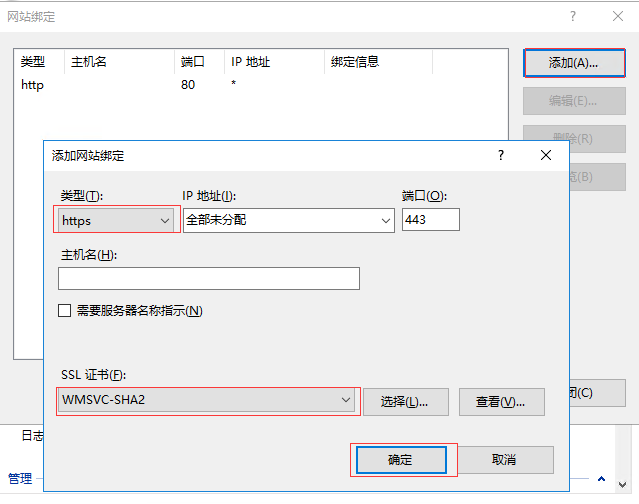 网站绑定
类型 主机名 端口 IP 地址 绑定信息
http 80 *
添加(A)...
编辑(E)...
删除(R)
览(B)
添加网站绑定
类型(T): IP 地址(I): 端口(O):
https 全部未分配 443
主机名(H):
需要服务器名称指示(N)
SSL 证书(F):
WMSVC-SHA2 选择(L)... 查看(V)...
闭(C)
确定 取消
日志
管理